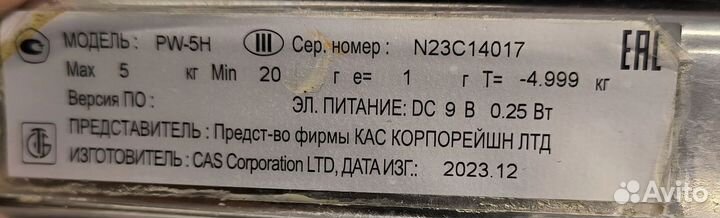 МОДЕЛЬ: PW-5H III Сер. номер: N23C14017 EAC
Max 5 кг Min 20 г e= 1 г T= -4.999 кг
Версия ПО: ЭЛ. ПИТАНИЕ: DC 9 В 0.25 Вт
ПРЕДСТАВИТЕЛЬ: Предст-во фирмы КАС КОРПОРЕЙШН ЛТД
ИЗГОТОВИТЕЛЬ: CAS Corporation LTD, ДАТА ИЗГ.: 2023.12
Avito